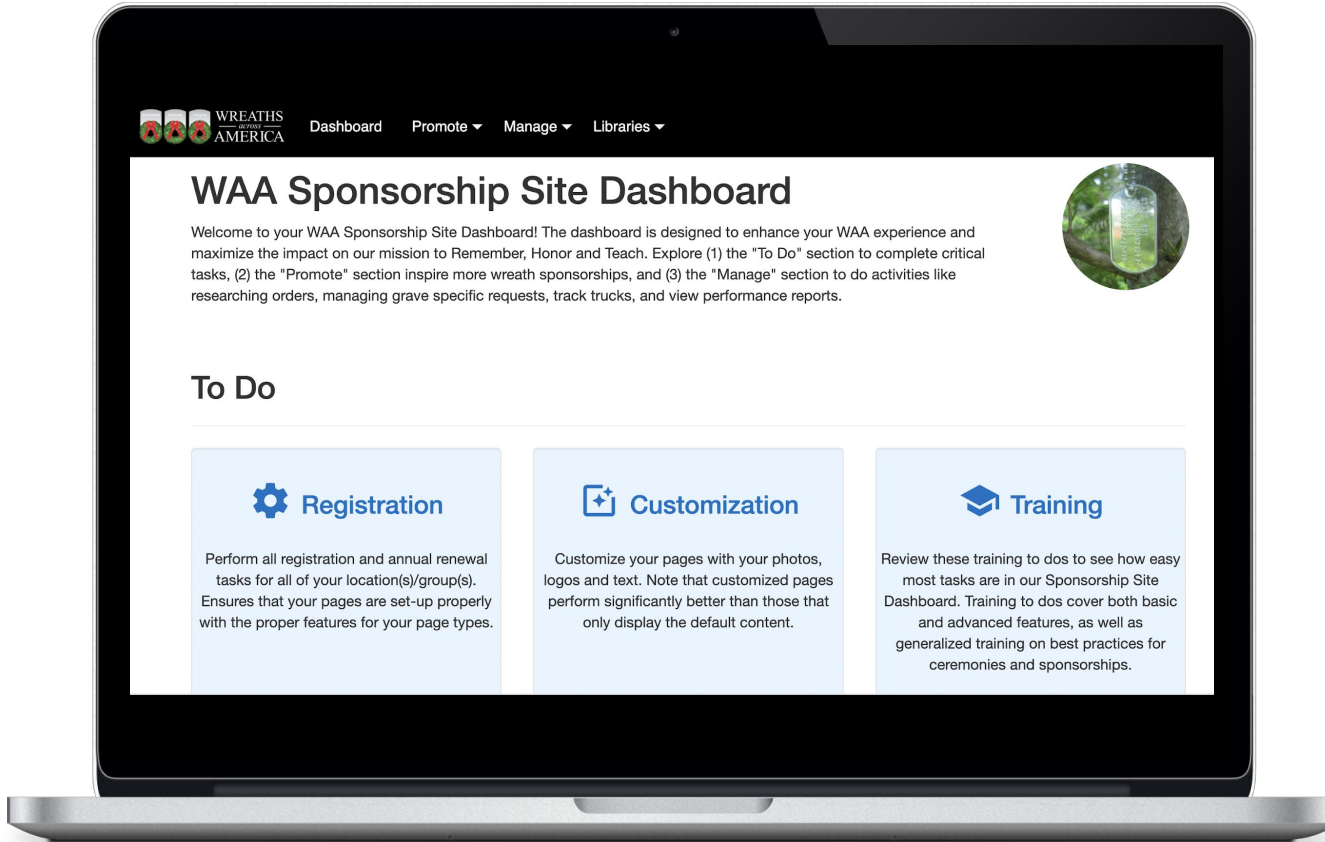 WREATHS
across
AMERICA
Dashboard Promote Manage Libraries
WAA Sponsorship Site Dashboard
Welcome to your WAA Sponsorship Site Dashboard! The dashboard is designed to enhance your WAA experience and
maximize the impact on our mission to Remember, Honor and Teach. Explore (1) the "To Do" section to complete critical
tasks, (2) the "Promote" section inspire more wreath sponsorships, and (3) the "Manage" section to do activities like
researching orders, managing grave specific requests, track trucks, and view performance reports.
To Do
Registration
Perform all registration and annual renewal
tasks for all of your location(s)/group(s).
Ensures that your pages are set-up properly
with the proper features for your page types.
Customization
Customize your pages with your photos,
logos and text. Note that customized pages
perform significantly better than those that
only display the default content.
Training
Review these training to dos to see how easy
most tasks are in our Sponsorship Site
Dashboard. Training to dos cover both basic
and advanced features, as well as
generalized training on best practices for
ceremonies and sponsorships.